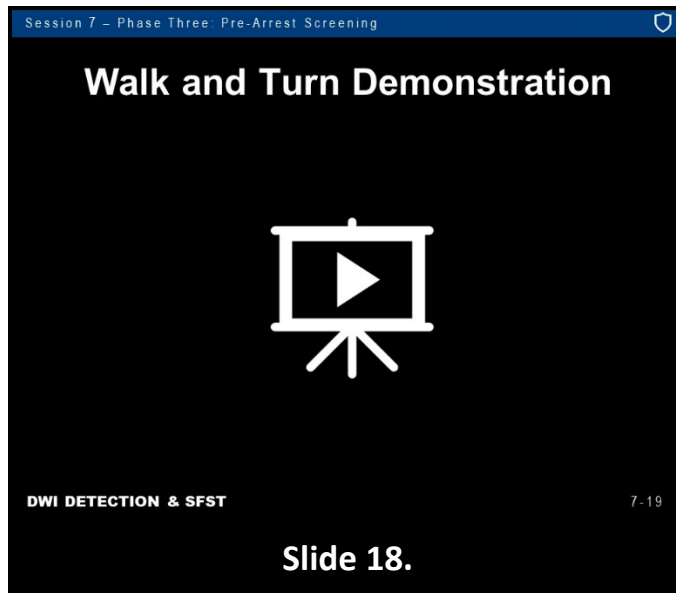 Session 7 – Phase Three: Pre-Arrest Screening
Walk and Turn Demonstration
DWI DETECTION & SFST
7-19
Slide 18.